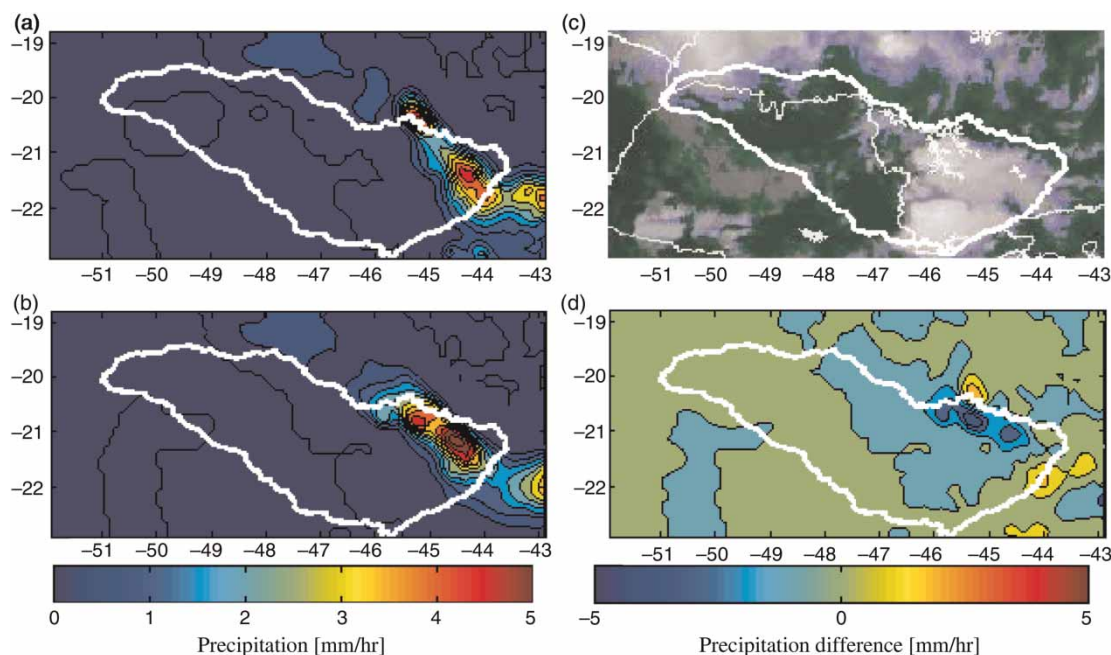 (a)
–19
–20
–21
–22
–51 –50 –49 –48 –47 –46 –45 –44 –43
(c)
–19
–20
–21
–22
–51 –50 –49 –48 –47 –46 –45 –44 –43
(b)
–19
–20
–21
–22
–51 –50 –49 –48 –47 –46 –45 –44 –43
(d)
–19
–20
–21
–22
–51 –50 –49 –48 –47 –46 –45 –44 –43
0 1 2 3 4 5
Precipitation [mm/hr]
–5 0 5
Precipitation difference [mm/hr]